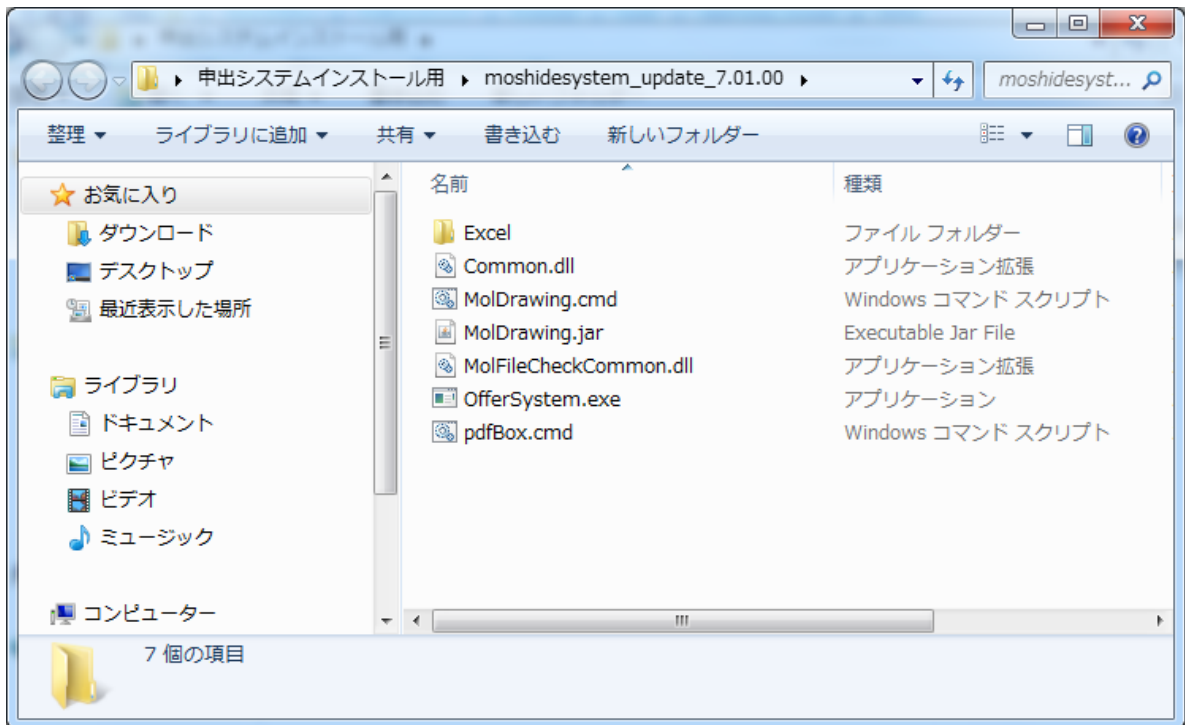 申出システムインストール用 ▸ moshidesystem_update_7.01.00 ▸ moshidesyst...
整理 ライブラリに追加 共有 書き込む 新しいフォルダー
お気に入り
ダウンロード
デスクトップ
最近表示した場所
ライブラリ
ドキュメント
ピクチャ
ビデオ
ミュージック
コンピューター
名前 種類
Excel ファイル フォルダー
Common.dll アプリケーション拡張
MolDrawing.cmd Windows コマンド スクリプト
MolDrawing.jar Executable Jar File
MolFileCheckCommon.dll アプリケーション拡張
OfferSystem.exe アプリケーション
pdfBox.cmd Windows コマンド スクリプト
7 個の項目